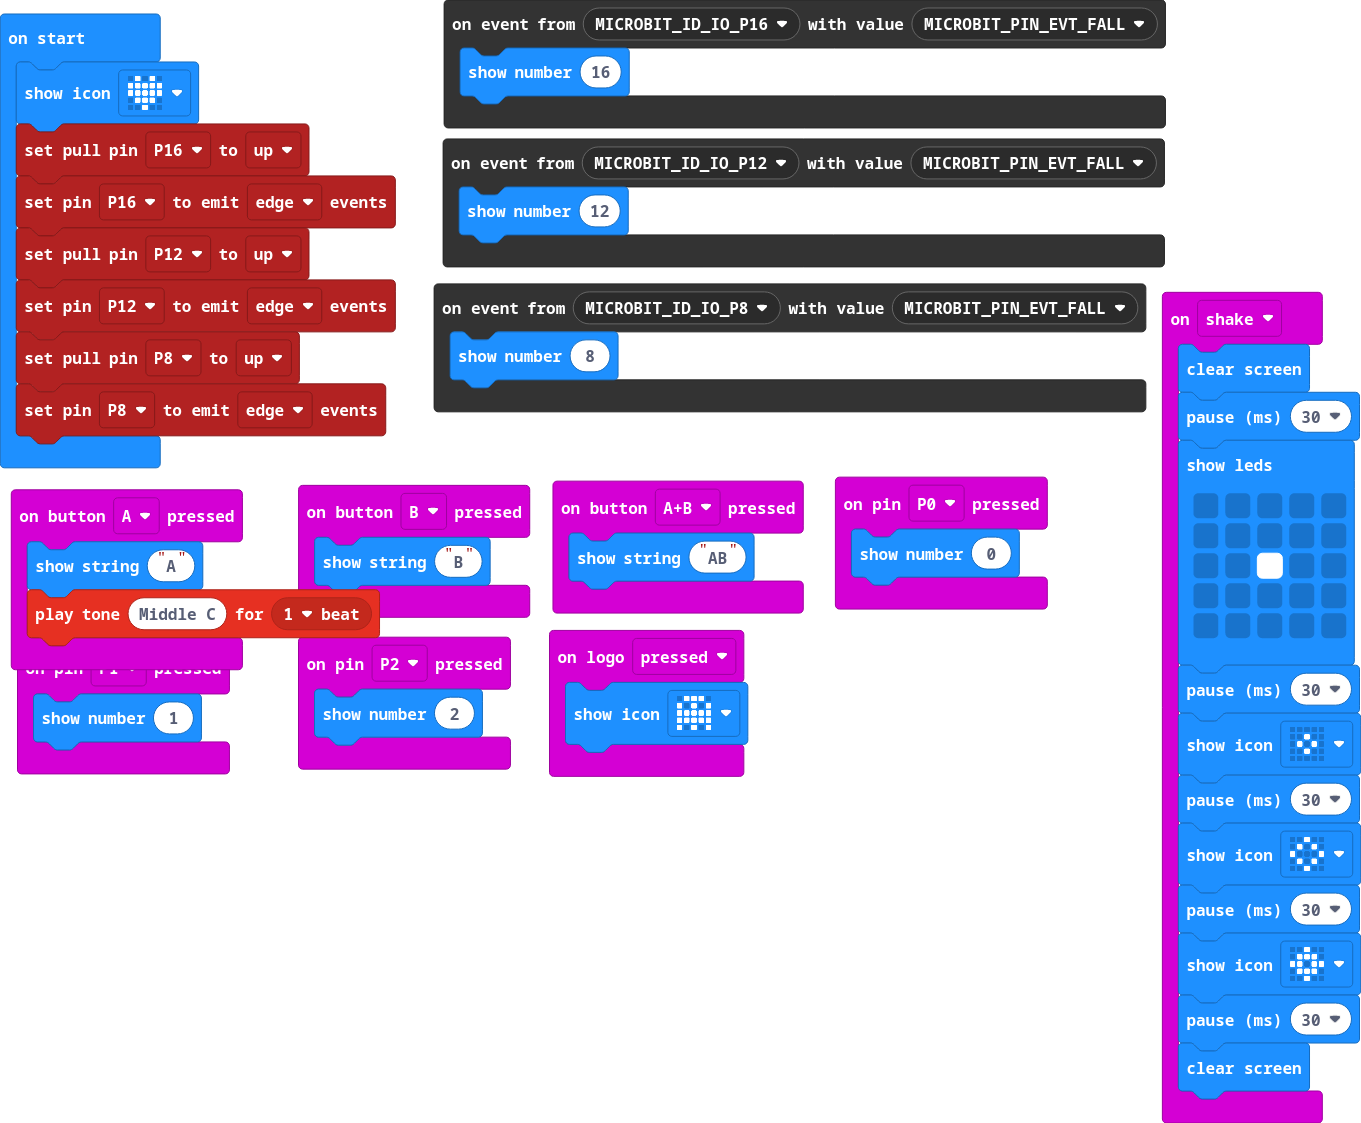 on start
show icon
set pull pin P16 to up
set pin P16 to emit edge events
set pull pin P12 to up
set pin P12 to emit edge events
set pull pin P8 to up
set pin P8 to emit edge events
on event from MICROBIT_ID_IO_P16 with value MICROBIT_PIN_EVT_FALL
show number 16
on event from MICROBIT_ID_IO_P12 with value MICROBIT_PIN_EVT_FALL
show number 12
on event from MICROBIT_ID_IO_P8 with value MICROBIT_PIN_EVT_FALL
show number 8
on button A pressed
show string "A"
play tone Middle C for 1 beat
on button B pressed
show string "B"
on button A+B pressed
show string "AB"
on pin P0 pressed
show number 0
on pin P1 pressed
show number 1
on pin P2 pressed
show number 2
on logo pressed
show icon
on shake
clear screen
pause (ms) 30
show leds
pause (ms) 30
show icon
pause (ms) 30
show icon
pause (ms) 30
show icon
pause (ms) 30
clear screen